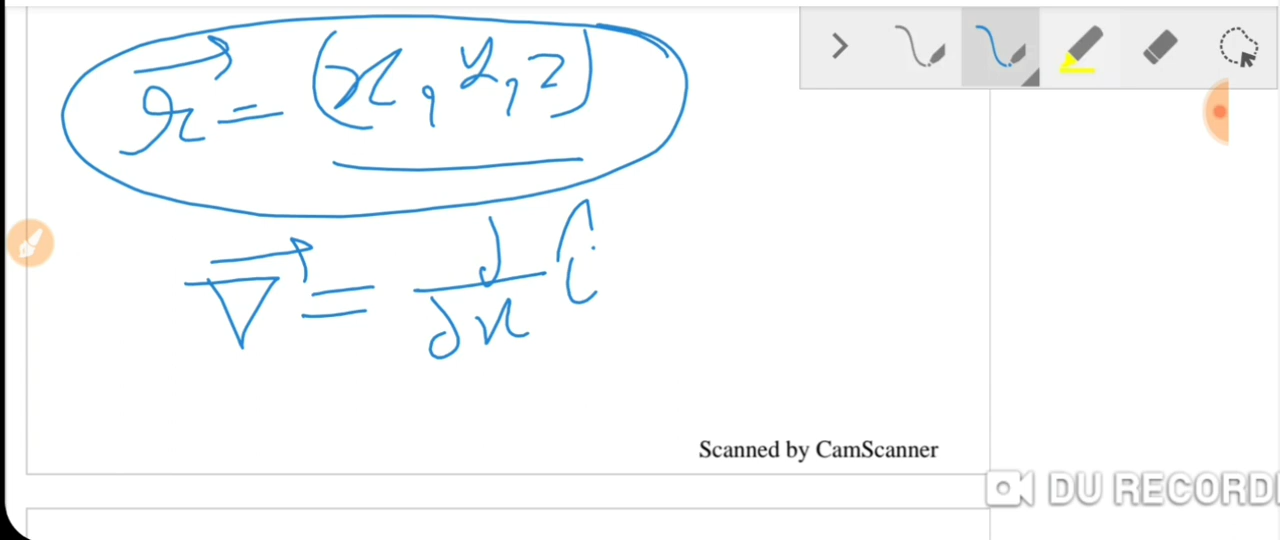 r⃗ = (x, y, z)
∇⃗ = ∂/∂x î
Scanned by CamScanner
DU RECORD